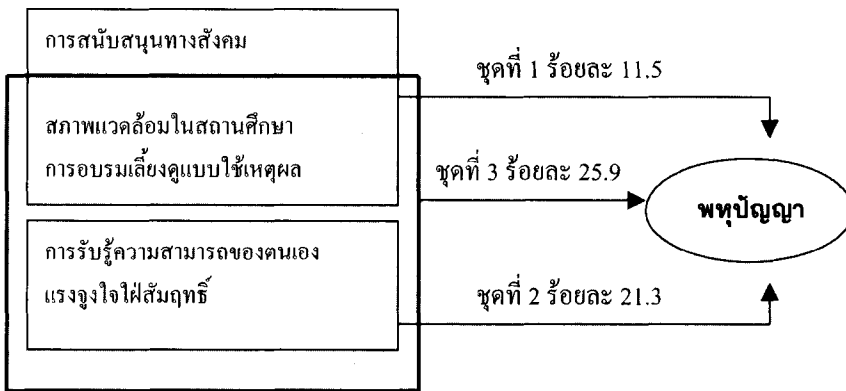 การสนับสนุนทางสังคม
ชุดที่ 1 ร้อยละ 11.5
สภาพแวดล้อมในสถานศึกษา
การอบรมเลี้ยงดูแบบใช้เหตุผล
ชุดที่ 3 ร้อยละ 25.9
พหุปัญญา
การรับรู้ความสามารถของตนเอง
แรงจูงใจใฝ่สัมฤทธิ์
ชุดที่ 2 ร้อยละ 21.3